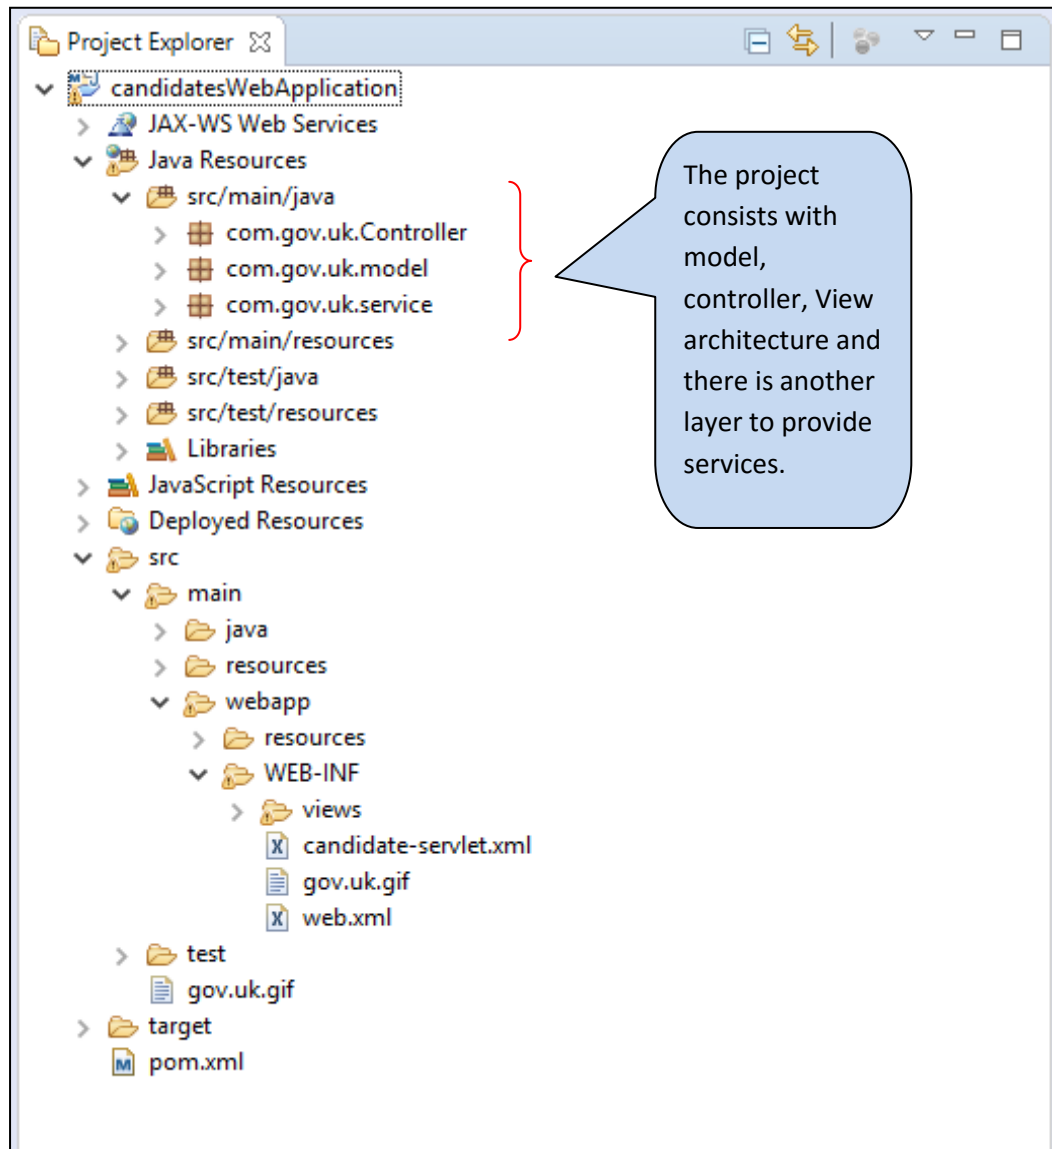 Project Explorer
candidatesWebApplication
JAX-WS Web Services
Java Resources
src/main/java
com.gov.uk.Controller
com.gov.uk.model
com.gov.uk.service
src/main/resources
src/test/java
src/test/resources
Libraries
JavaScript Resources
Deployed Resources
src
main
java
resources
webapp
resources
WEB-INF
views
candidate-servlet.xml
gov.uk.gif
web.xml
test
gov.uk.gif
target
pom.xml
The project
consists with
model,
controller, View
architecture and
there is another
layer to provide
services.